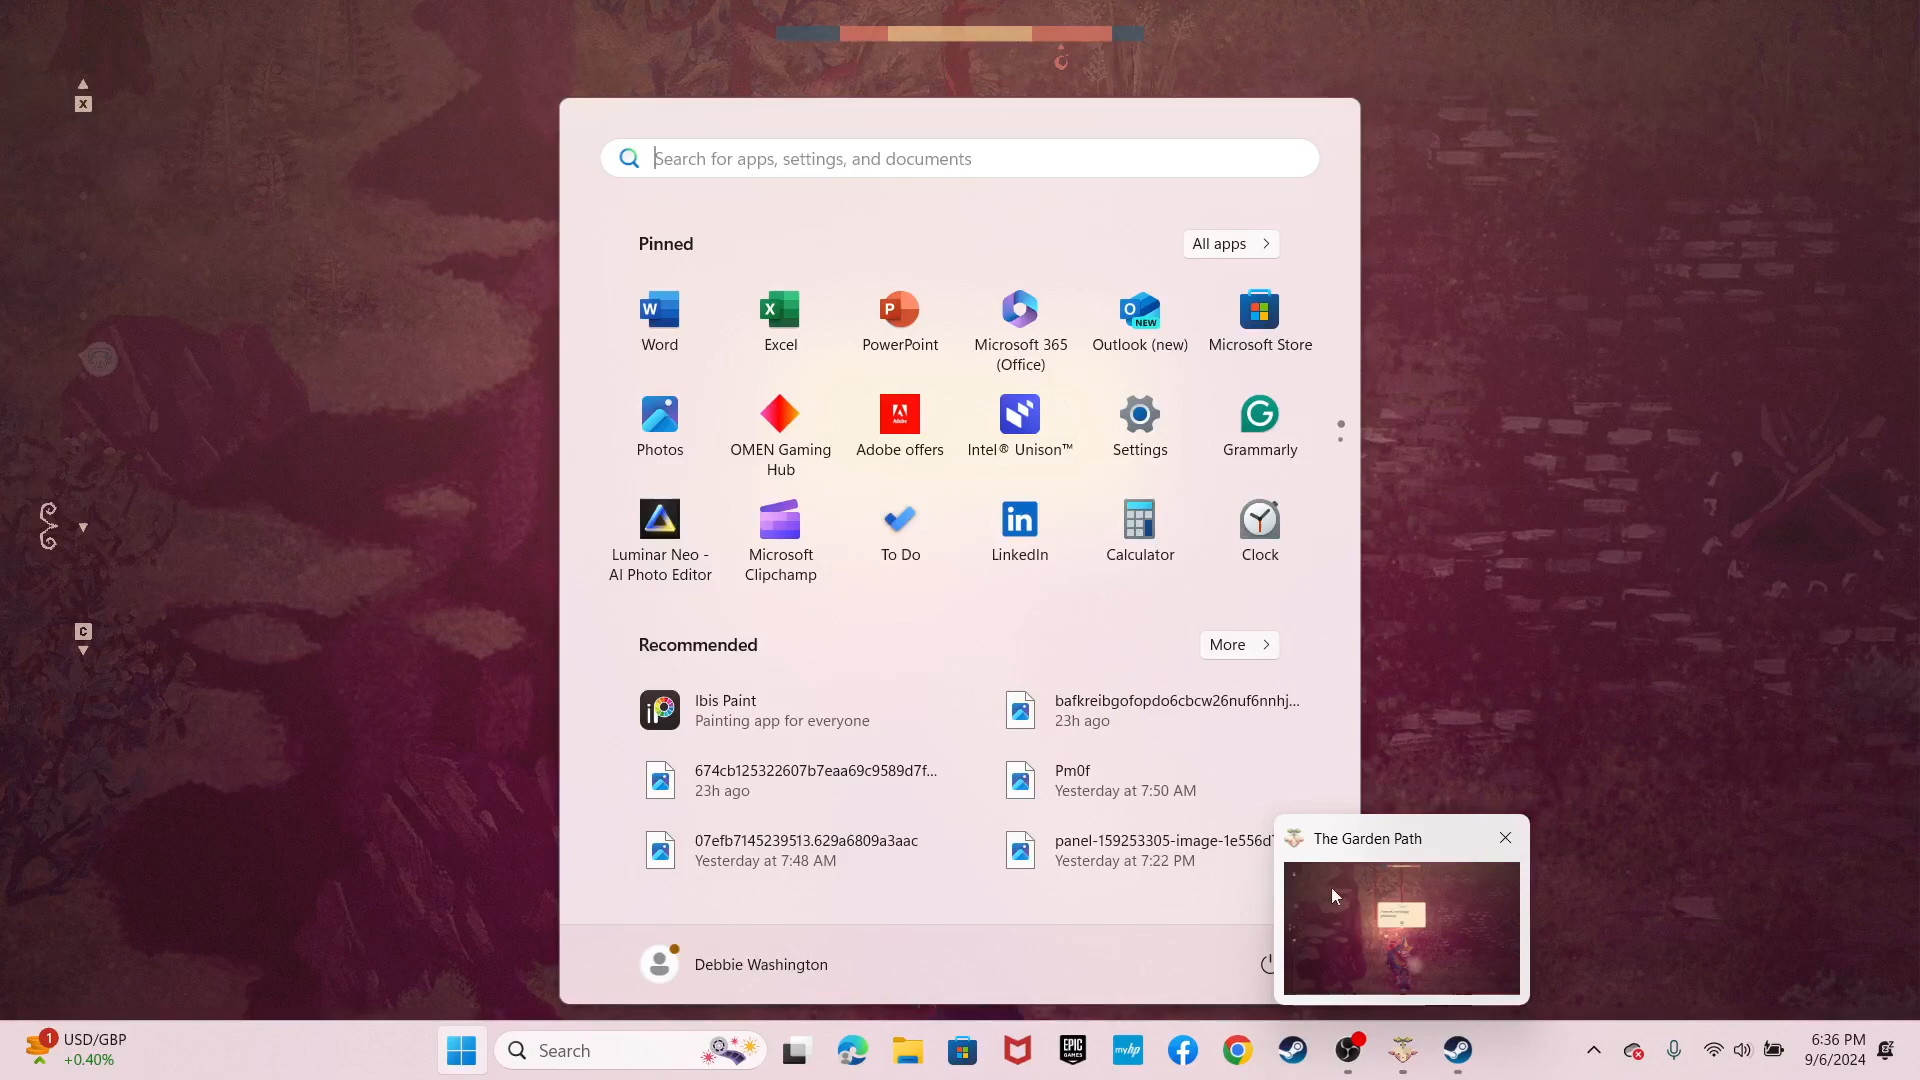 X
Search for apps, settings, and documents
Pinned
All apps
Word
Excel
PowerPoint
Microsoft 365
(Office)
Outlook (new)
Microsoft Store
Photos
OMEN Gaming
Hub
Adobe offers
Intel® Unison™
Settings
Grammarly
Luminar Neo -
AI Photo Editor
Microsoft
Clipchamp
To Do
LinkedIn
Calculator
Clock
C
Recommended
More
Ibis Paint
Painting app for everyone
bafkreibgofopdo6cbcw26nuf6nnhj...
23h ago
674cb125322607b7eaa69c9589d7f...
23h ago
Pm0f
Yesterday at 7:50 AM
07efb7145239513.629a6809a3aac
Yesterday at 7:48 AM
panel-159253305-image-1e556d
Yesterday at 7:22 PM
The Garden Path
Debbie Washington
1
USD/GBP
+0.40%
Search
EPIC
GAMES
myhp
6:36 PM
9/6/2024